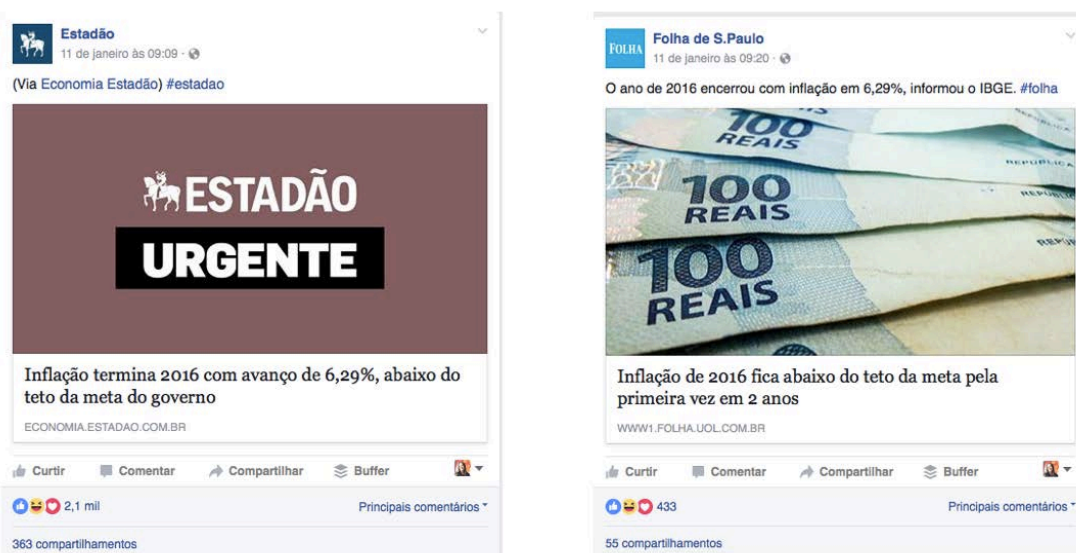 Estadão
11 de janeiro às 09:09
(Via Economia Estadão) #estadao
ESTADÃO
URGENTE
Inflação termina 2016 com avanço de 6,29%, abaixo do
teto da meta do governo
ECONOMIA.ESTADAO.COM.BR
Curtir Comentar Compartilhar Buffer
2,1 mil Principais comentários
363 compartilhamentos
FOLHA
Folha de S.Paulo
11 de janeiro às 09:20
O ano de 2016 encerrou com inflação em 6,29%, informou o IBGE. #folha
100
REAIS
100
REAIS
100
REAIS
Inflação de 2016 fica abaixo do teto da meta pela
primeira vez em 2 anos
WWW1.FOLHA.UOL.COM.BR
Curtir Comentar Compartilhar Buffer
433 Principais comentários
55 compartilhamentos